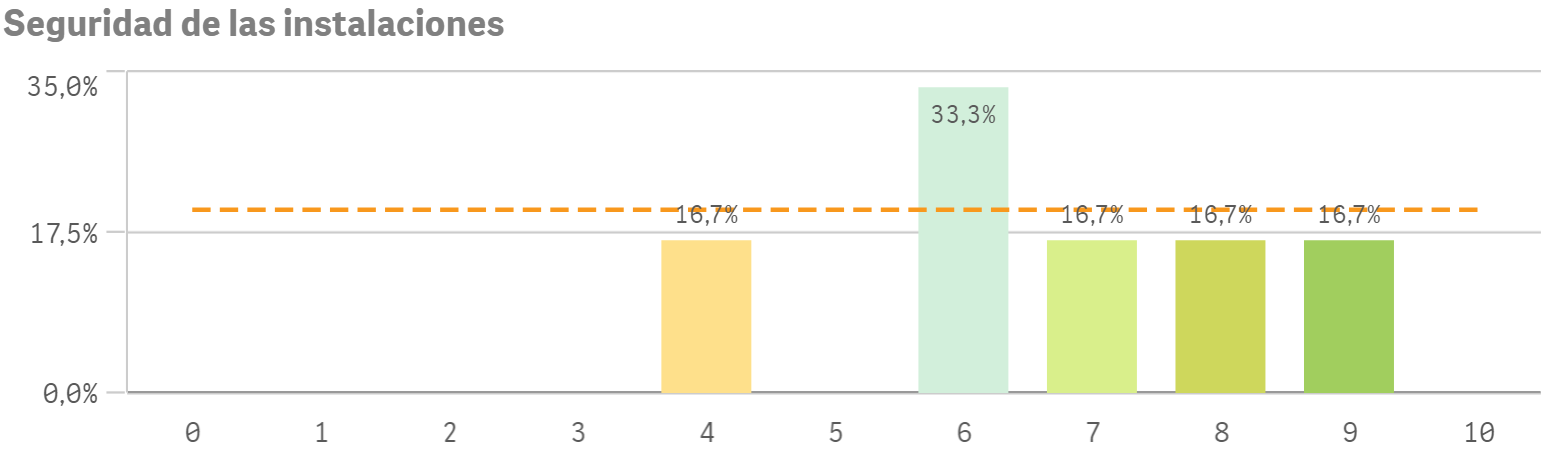 Seguridad de las instalaciones
35,0%
33,3%
16,7% 16,7% 16,7% 16,7%
17,5%
0,0%
0 1 2 3 4 5 6 7 8 9 10